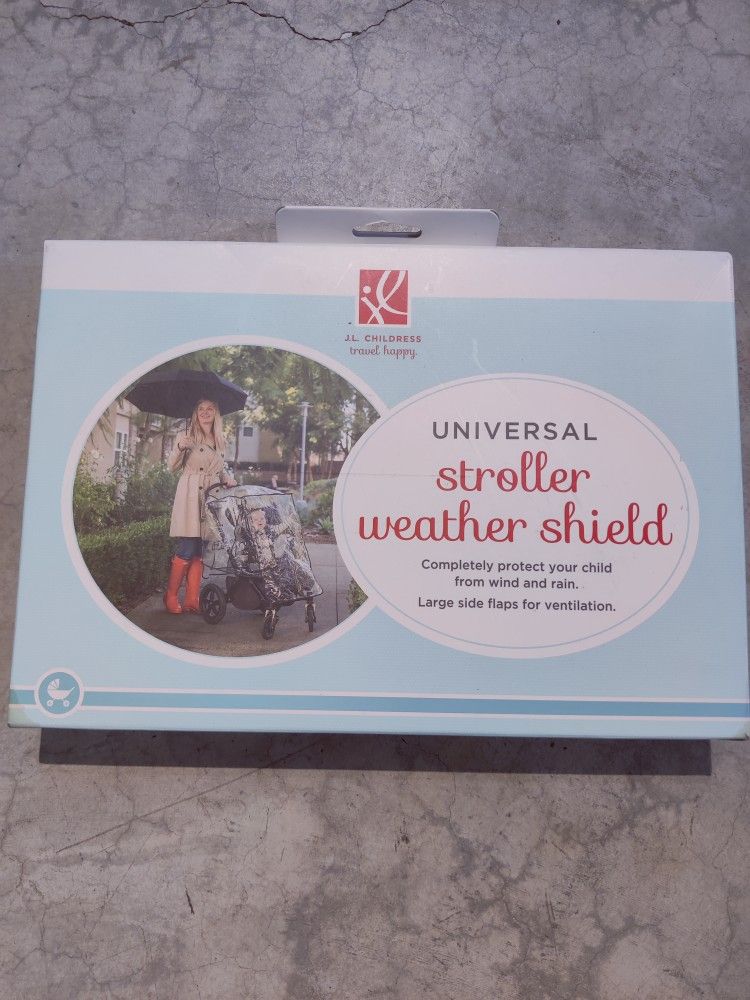 J.L. CHILDRESS
travel happy.
UNIVERSAL
stroller
weather shield
Completely protect your child
from wind and rain.
Large side flaps for ventilation.